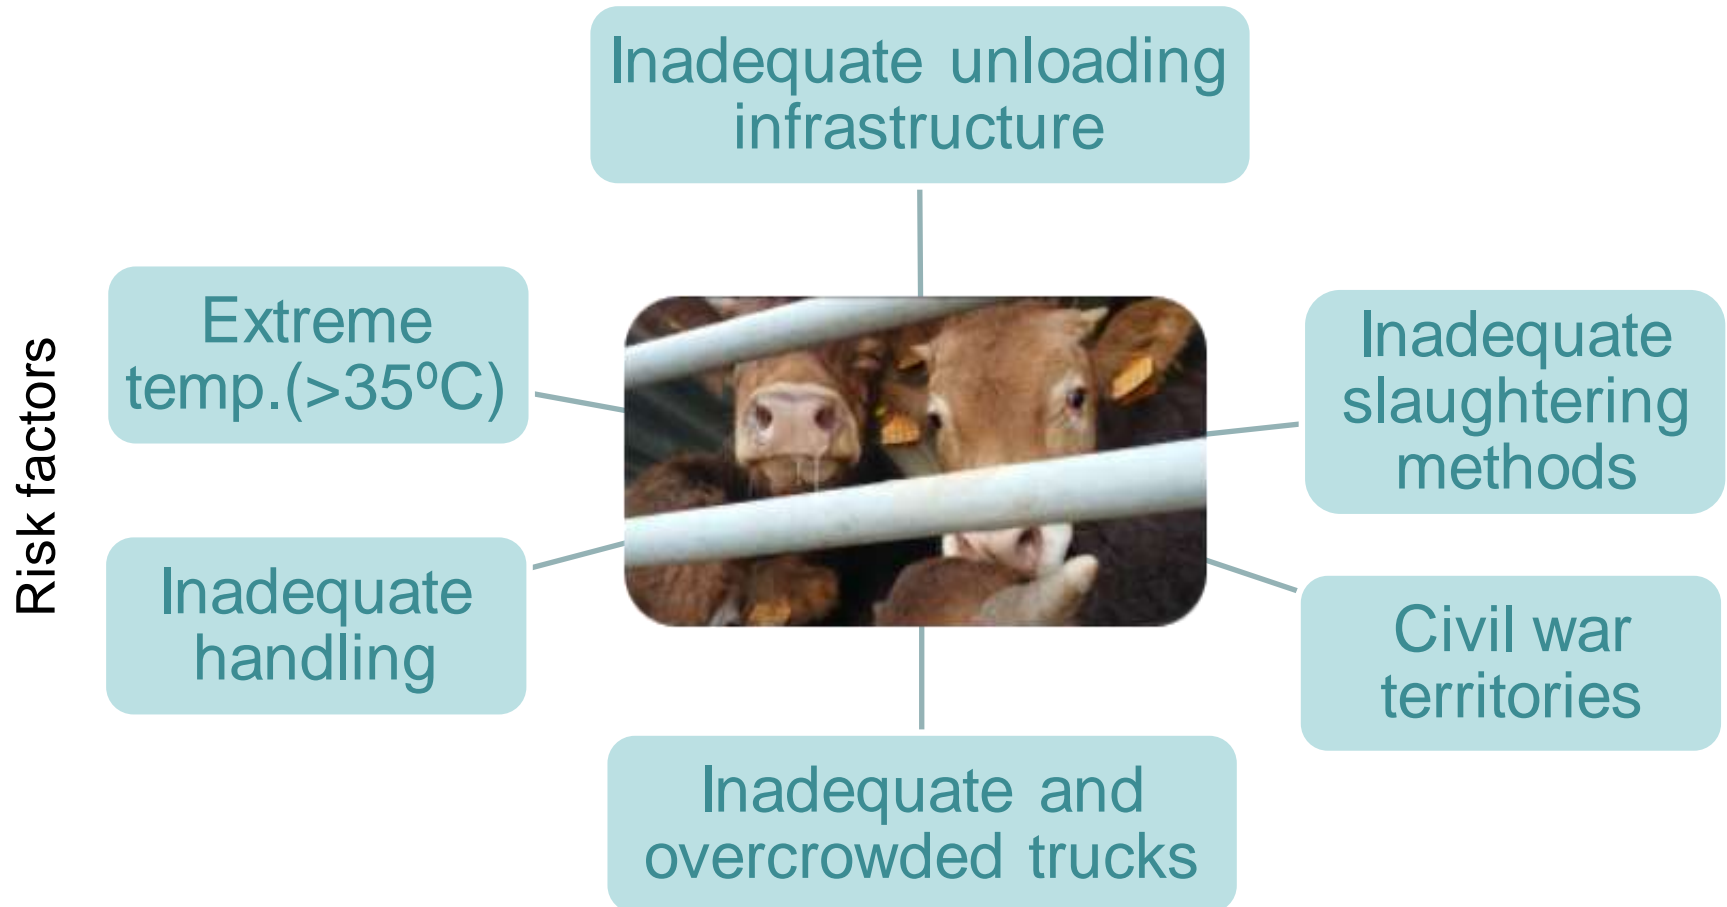 Risk factors
Inadequate unloading
infrastructure
Extreme
temp.(>35ºC)
Inadequate
slaughtering
methods
Inadequate
handling
Civil war
territories
Inadequate and
overcrowded trucks